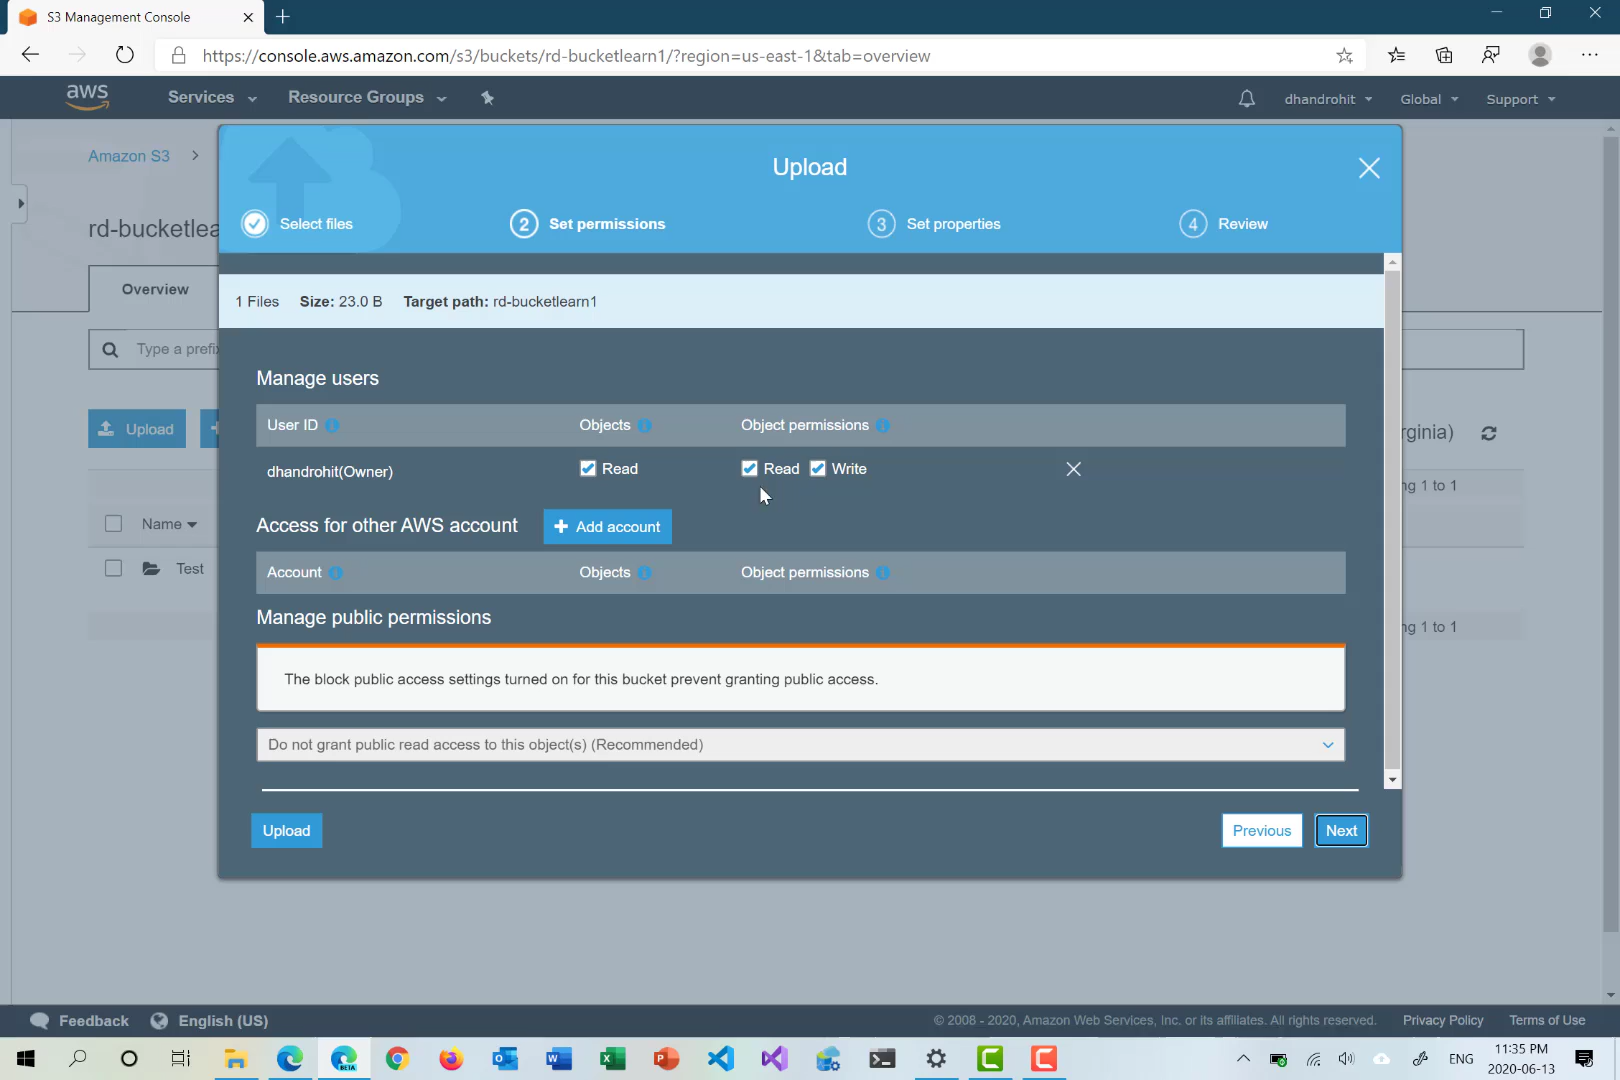 S3 Management Console
https://console.aws.amazon.com/s3/buckets/rd-bucketlearn1/?region=us-east-1&tab=overview
aws Services Resource Groups dhandrohit Global Support
Amazon S3
Upload
Select files 2 Set permissions 3 Set properties 4 Review
rd-bucketlea
Overview
1 Files Size: 23.0 B Target path: rd-bucketlearn1
Type a prefi
Manage users
User ID Objects Object permissions
Upload
rginia)
dhandrohit(Owner) Read Read Write
ng 1 to 1
Name
Access for other AWS account Add account
Test
Account Objects Object permissions
Manage public permissions
ng 1 to 1
The block public access settings turned on for this bucket prevent granting public access.
Do not grant public read access to this object(s) (Recommended)
Upload Previous Next
Feedback English (US) © 2008 - 2020, Amazon Web Services, Inc. or its affiliates. All rights reserved. Privacy Policy Terms of Use
BETA
ENG
11:35 PM
2020-06-13